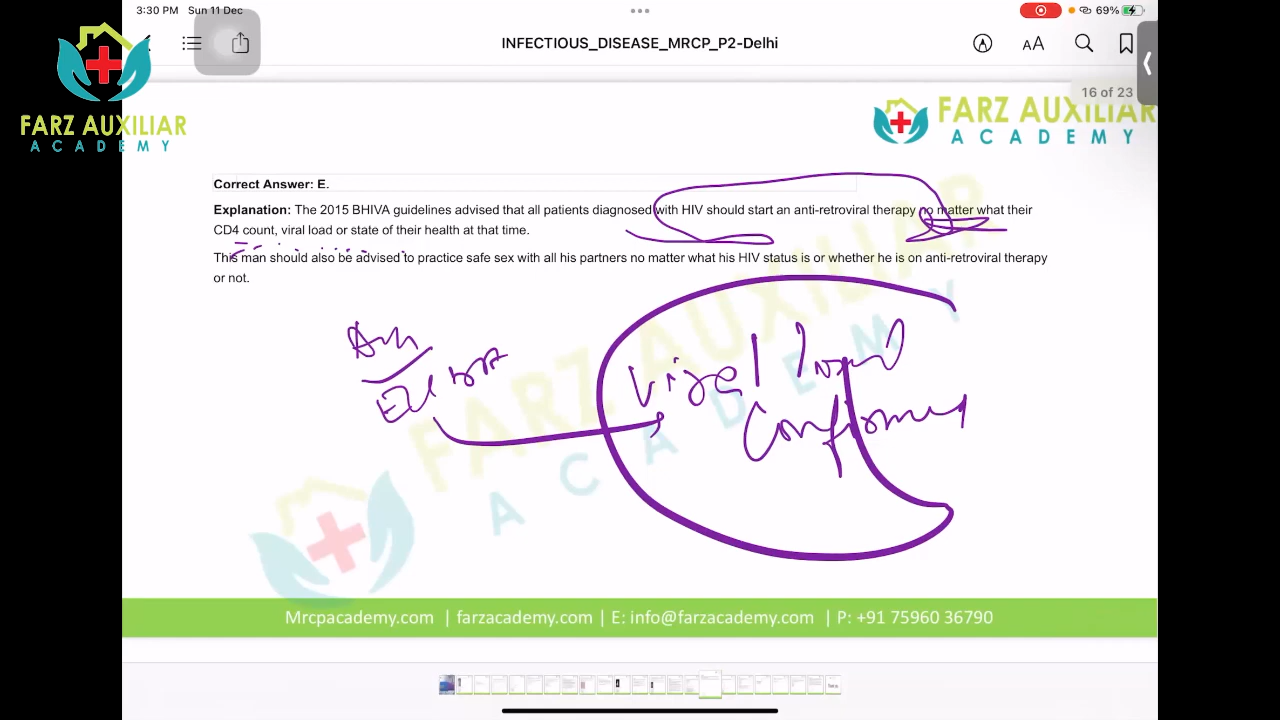 3:30 PM Sun 11 Dec
69%
INFECTIOUS_DISEASE_MRCP_P2-Delhi
AA
16 of 23
FARZ AUXILIAR
ACADEMY
FARZ AUXILIAR
ACADEMY
Correct Answer: E.
Explanation: The 2015 BHIVA guidelines advised that all patients diagnosed with HIV should start an anti-retroviral therapy no matter what their
CD4 count, viral load or state of their health at that time.
This man should also be advised to practice safe sex with all his partners no matter what his HIV status is or whether he is on anti-retroviral therapy
or not.
Viral load
Confirmed
FARZ AUXILIAR
ACADEMY
Mrcpacademy.com | farzacademy.com | E: info@farzacademy.com | P: +91 75960 36790